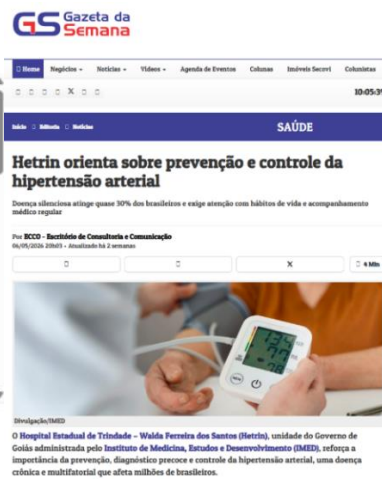 GS Gazeta da
Semana
Home Negócios Notícias Vídeos Agenda de Eventos Colunas Imóveis Secovi Colunistas
X 10:05:39
Início Editoria Notícias SAÚDE
Hetrin orienta sobre prevenção e controle da
hipertensão arterial
Doença silenciosa atinge quase 30% dos brasileiros e exige atenção com hábitos de vida e acompanhamento
médico regular
Por ECCO - Escritório de Consultoria e Comunicação
06/05/2026 20h03 - Atualizado há 2 semanas
X 4 Min
Divulgação/IMED
O Hospital Estadual de Trindade – Walda Ferreira dos Santos (Hetrin), unidade do Governo de
Goiás administrada pelo Instituto de Medicina, Estudos e Desenvolvimento (IMED), reforça a
importância da prevenção, diagnóstico precoce e controle da hipertensão arterial, uma doença
crônica e multifatorial que afeta milhões de brasileiros.